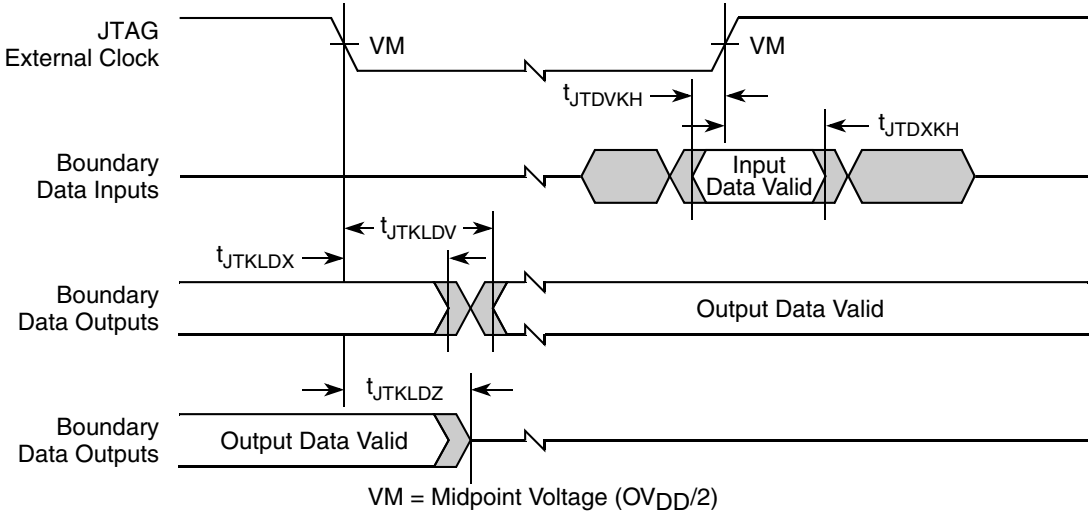 JTAG
External Clock
VM
VM
tJTDVKH
tJTDXKH
Boundary
Data Inputs
Input
Data Valid
tJTKLDV
tJTKLDX
Boundary
Data Outputs
Output Data Valid
tJTKLDZ
Boundary
Data Outputs
Output Data Valid
VM = Midpoint Voltage (OVDD/2)